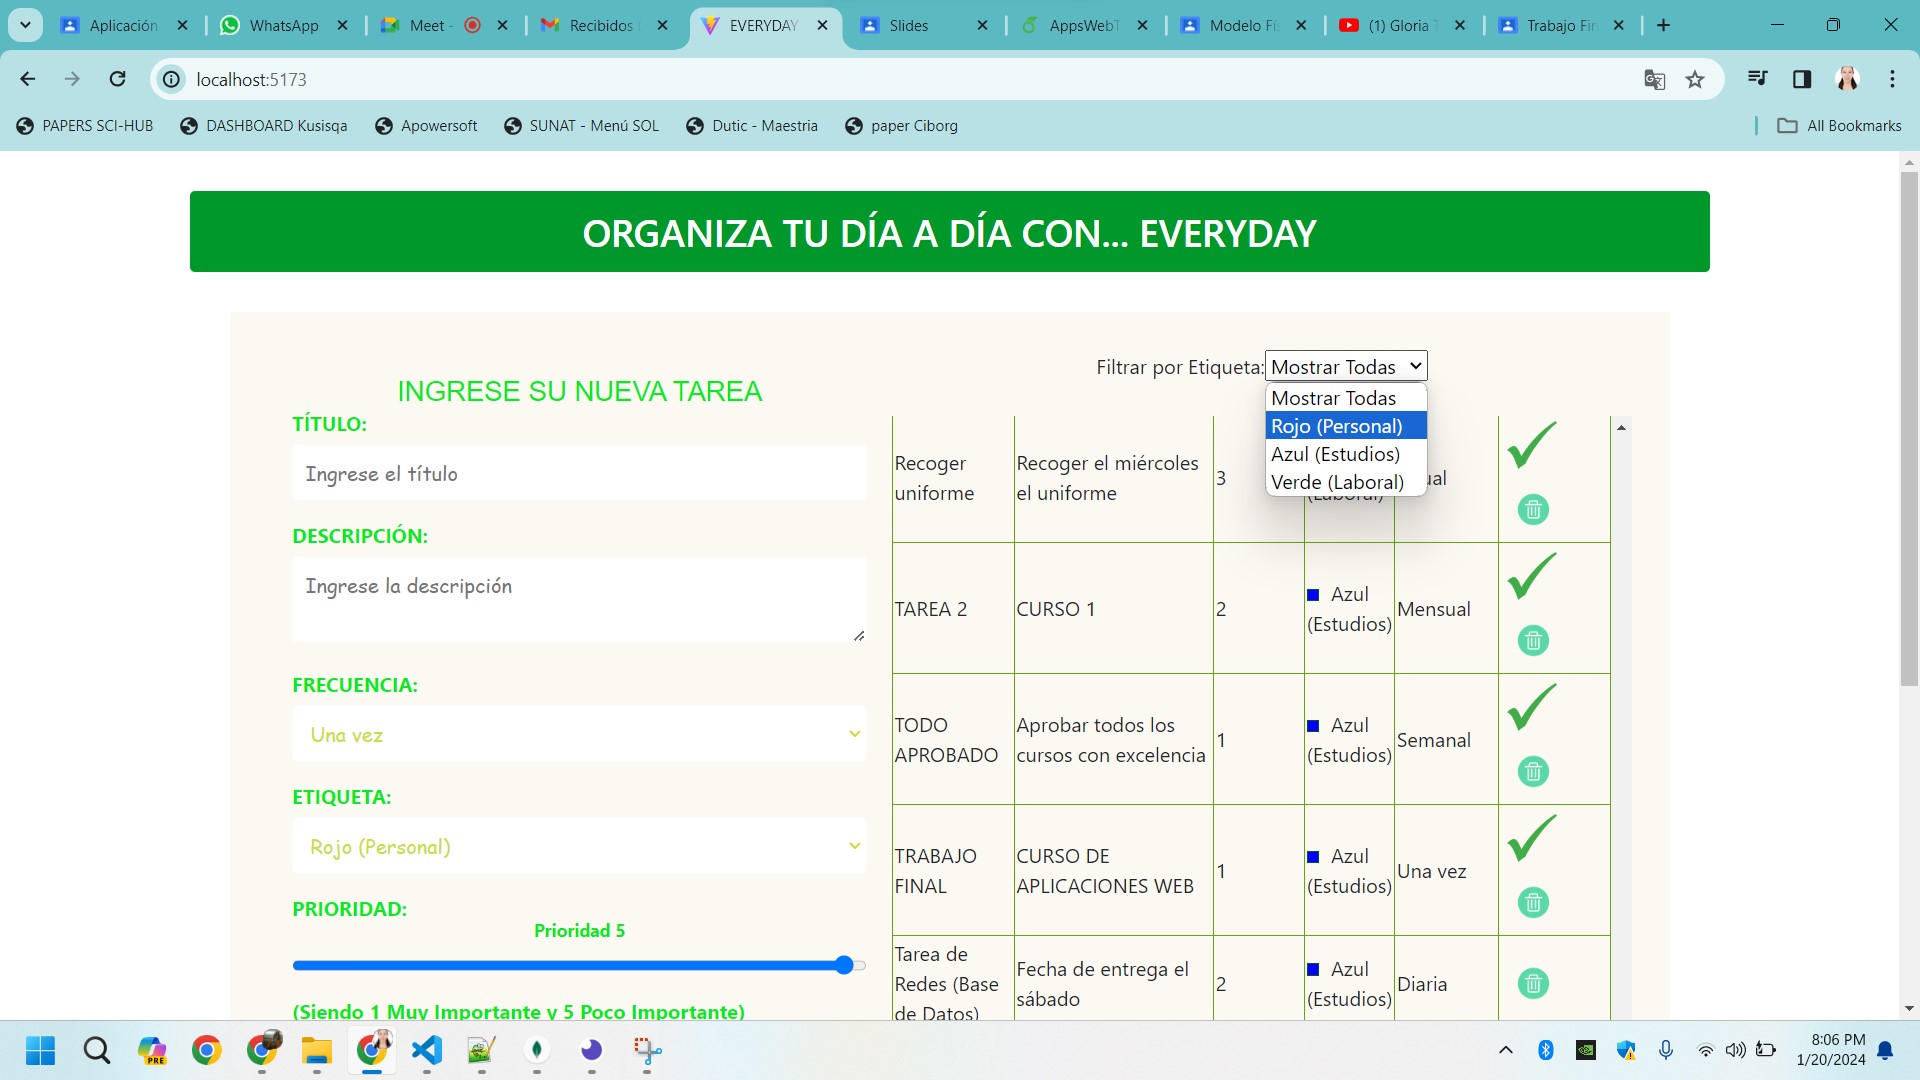 Aplicación
WhatsApp
Meet -
Recibidos
EVERYDAY
Slides
AppsWebT
Modelo Fí
(1) Gloria T
Trabajo Fin
localhost:5173
PAPERS SCI-HUB
DASHBOARD Kusisqa
Apowersoft
SUNAT - Menú SOL
Dutic - Maestria
paper Ciborg
All Bookmarks
ORGANIZA TU DÍA A DÍA CON... EVERYDAY
Filtrar por Etiqueta:
Mostrar Todas
Mostrar Todas
Rojo (Personal)
Azul (Estudios)
Verde (Laboral)
INGRESE SU NUEVA TAREA
TÍTULO:
Ingrese el título
DESCRIPCIÓN:
Ingrese la descripción
FRECUENCIA:
Una vez
ETIQUETA:
Rojo (Personal)
PRIORIDAD:
Prioridad 5
(Siendo 1 Muy Importante y 5 Poco Importante)
Recoger
uniforme
Recoger el miércoles
el uniforme
3
(Laboral)
ual
TAREA 2
CURSO 1
2
Azul
(Estudios)
Mensual
TODO
APROBADO
Aprobar todos los
cursos con excelencia
1
Azul
(Estudios)
Semanal
TRABAJO
FINAL
CURSO DE
APLICACIONES WEB
1
Azul
(Estudios)
Una vez
Tarea de
Redes (Base
de Datos)
Fecha de entrega el
sábado
2
Azul
(Estudios)
Diaria
PRE
8:06 PM
1/20/2024